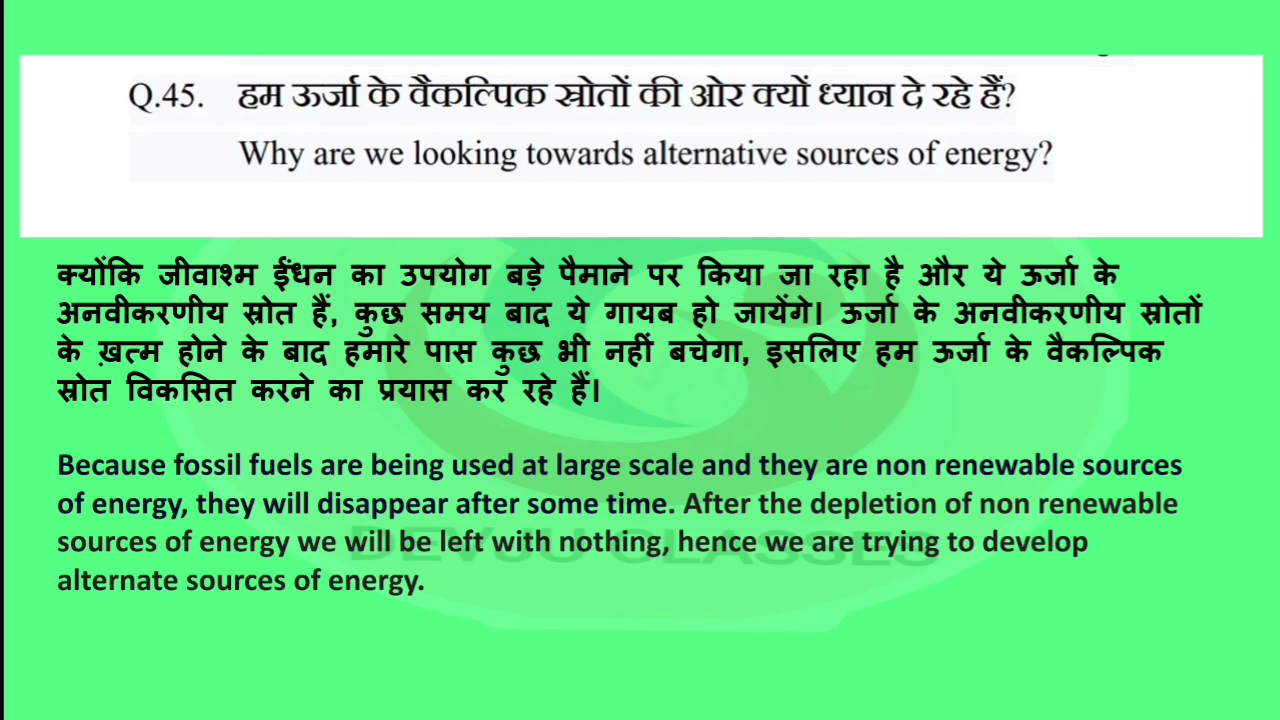 Q.45. हम ऊर्जा के वैकल्पिक स्रोतों की ओर क्यों ध्यान दे रहे हैं?
Why are we looking towards alternative sources of energy?
क्योंकि जीवाश्म ईंधन का उपयोग बड़े पैमाने पर किया जा रहा है और ये ऊर्जा के
अनवीकरणीय स्रोत हैं, कुछ समय बाद ये गायब हो जायेंगे। ऊर्जा के अनवीकरणीय स्रोतों
के ख़त्म होने के बाद हमारे पास कुछ भी नहीं बचेगा, इसलिए हम ऊर्जा के वैकल्पिक
स्रोत विकसित करने का प्रयास कर रहे हैं।
Because fossil fuels are being used at large scale and they are non renewable sources
of energy, they will disappear after some time. After the depletion of non renewable
sources of energy we will be left with nothing, hence we are trying to develop
alternate sources of energy.
DEVJU CLASSES